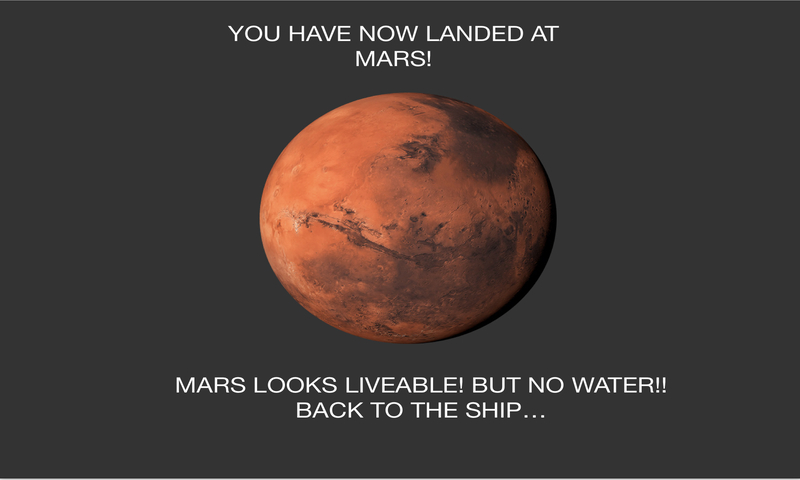 YOU HAVE NOW LANDED AT
MARS!
MARS LOOKS LIVEABLE! BUT NO WATER!!
BACK TO THE SHIP…